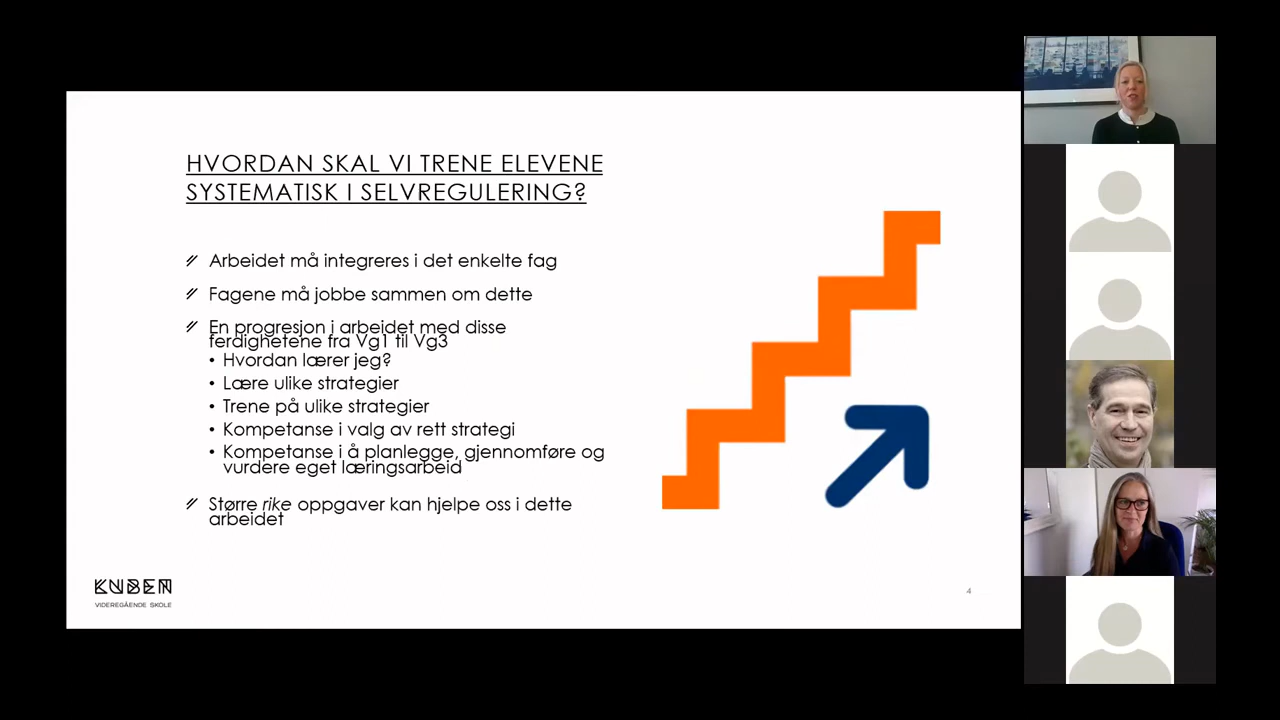 HVORDAN SKAL VI TRENE ELEVENE
SYSTEMATISK I SELVREGULERING?
Arbeidet må integreres i det enkelte fag
Fagene må jobbe sammen om dette
En progresjon i arbeidet med disse
ferdighetene fra Vg1 til Vg3
• Hvordan lærer jeg?
• Lære ulike strategier
• Trene på ulike strategier
• Kompetanse i valg av rett strategi
• Kompetanse i å planlegge, gjennomføre og
vurdere eget læringsarbeid
Større rike oppgaver kan hjelpe oss i dette
arbeidet
KUBEN
VIDEREGÅENDE SKOLE
4